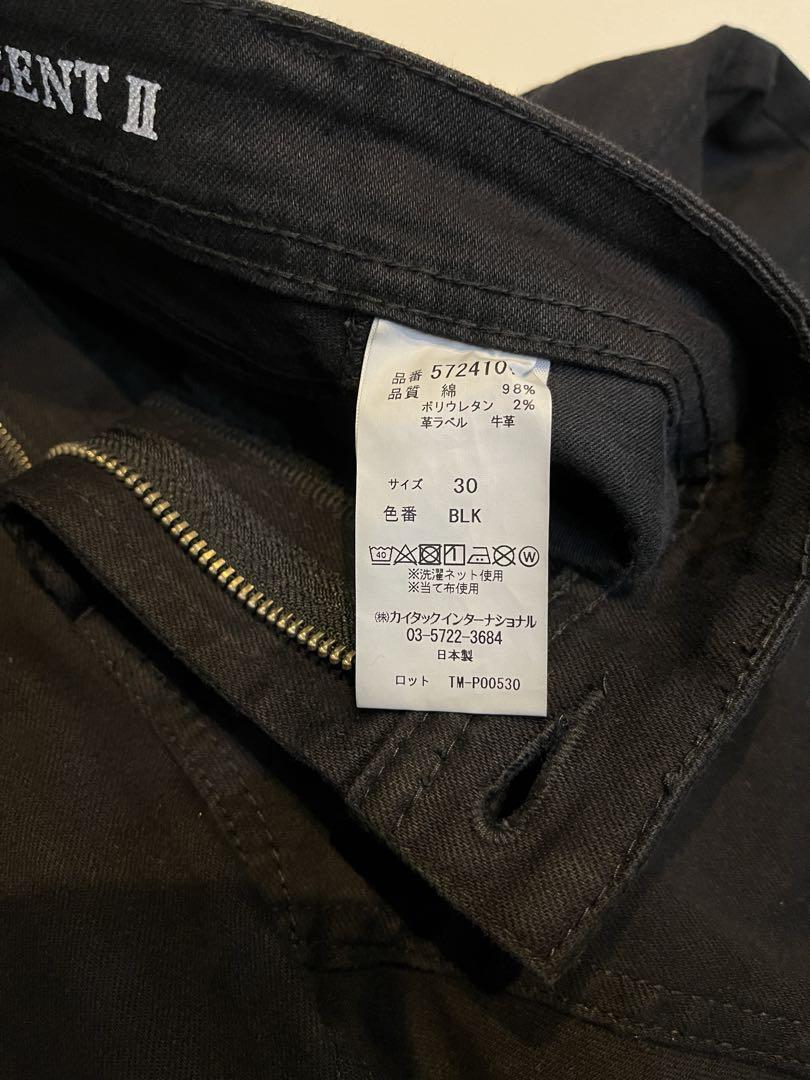 II
品番
品質 綿 98%
ポリウレタン 2%
革ラベル 牛革
サイズ 30
色番 BLK
40 W
※洗濯ネット使用
※当て布使用
㈱カイタックインターナショナル
03-5722-3684
日本製
ロット TM-P00530